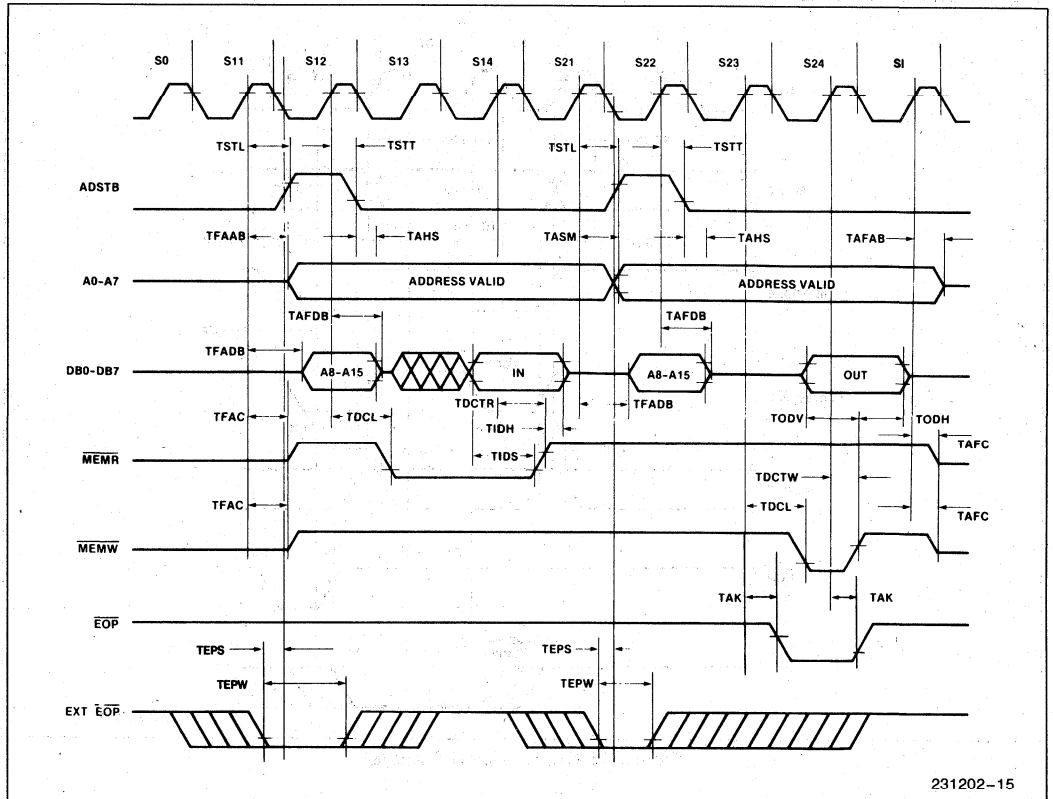 S0 S11 S12 S13 S14 S21 S22 S23 S24 SI
TSTL TSTT TSTL TSTT
ADSTB
TFAAB TAHS TASM TAHS TAFAB
A0-A7 ADDRESS VALID ADDRESS VALID
TAFDB TAFDB
TFADB
DB0-DB7 A8-A15 IN A8-A15 OUT
TDCTR TFADB
TFAC TDCL TODV TODH
TIDH
MEMR TIDS TAFC
TDCTW
TFAC TDCL
TAFC
MEMW
TAK TAK
EOP
TEPS TEPS
TEPW TEPW
EXT EOP
231202-15